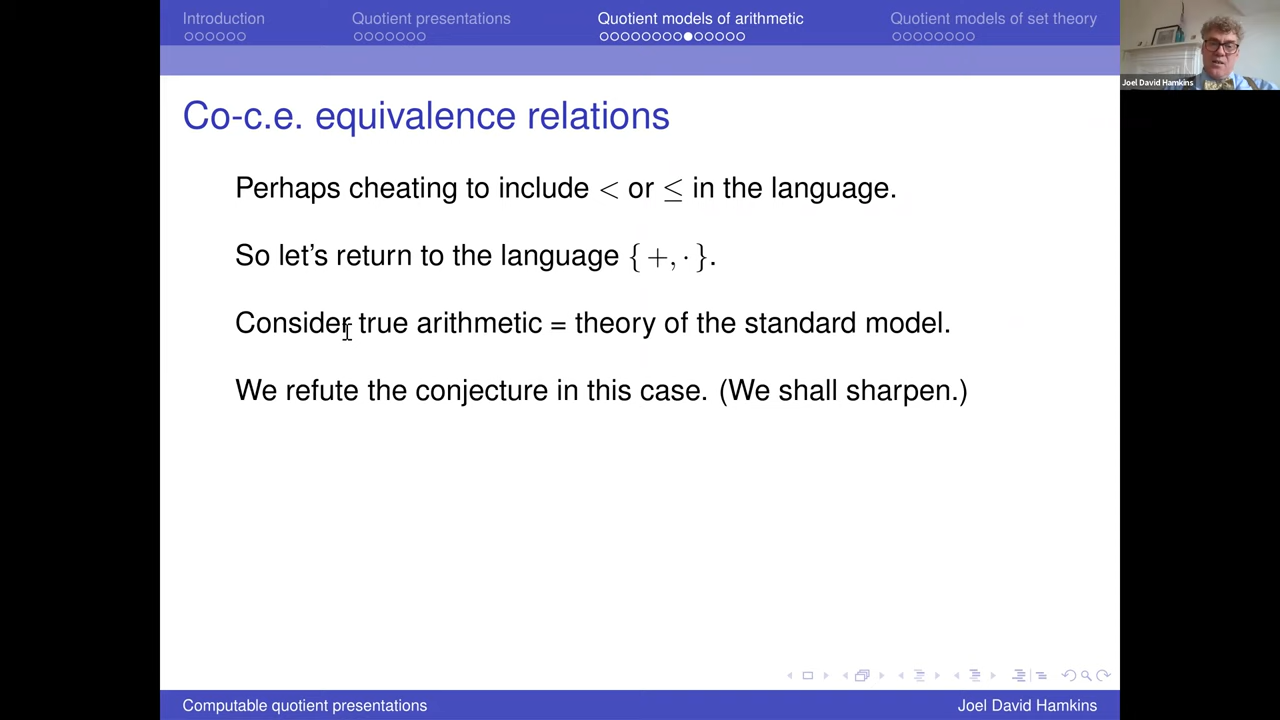 Introduction Quotient presentations Quotient models of arithmetic Quotient models of set theory
Joel David Hamkins
Co-c.e. equivalence relations
Perhaps cheating to include < or ≤ in the language.
So let's return to the language { +, · }.
Consider true arithmetic = theory of the standard model.
We refute the conjecture in this case. (We shall sharpen.)
Computable quotient presentations Joel David Hamkins